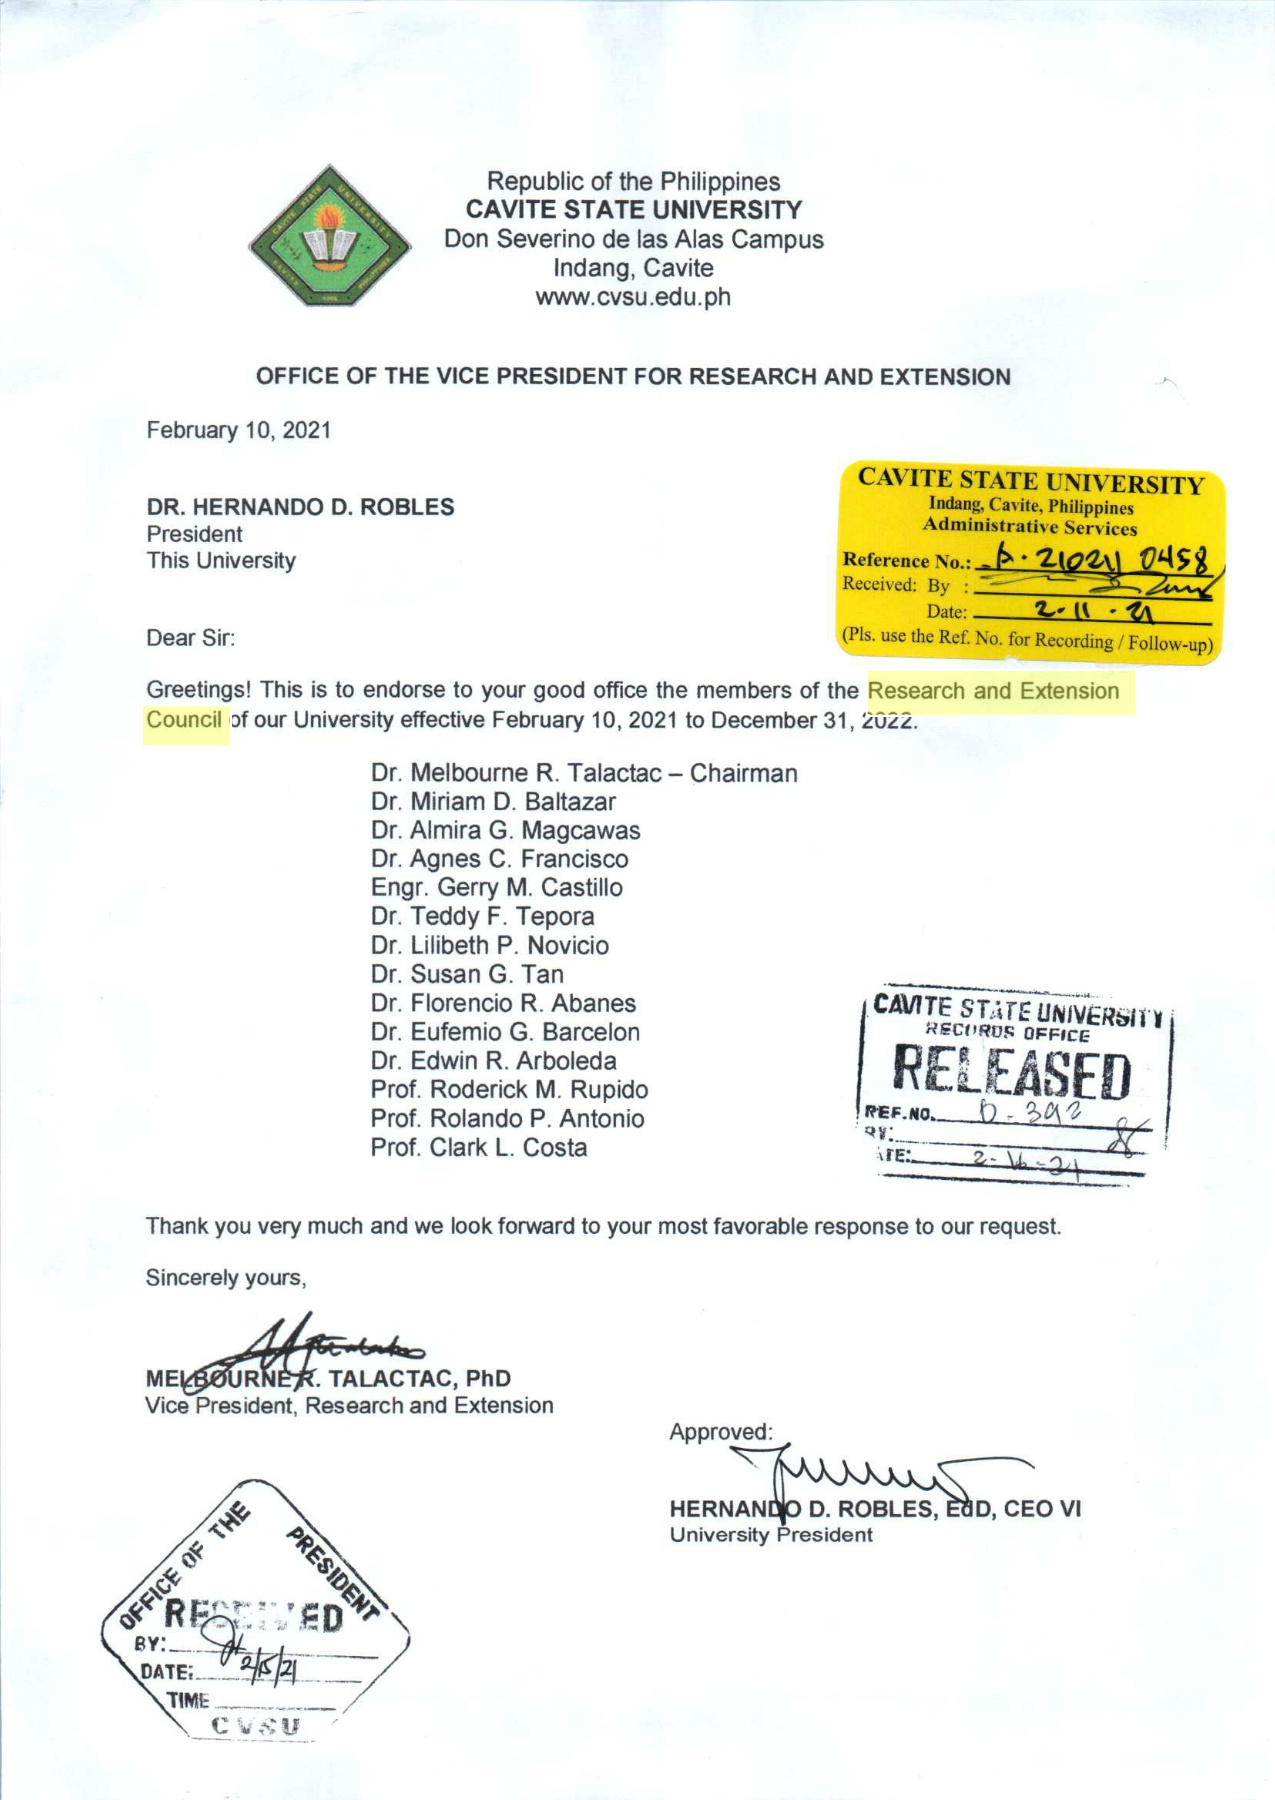 Republic of the Philippines
CAVITE STATE UNIVERSITY
Don Severino de las Alas Campus
Indang, Cavite
www.cvsu.edu.ph
CAVITE STATE UNIVERSITY
OFFICE OF THE VICE PRESIDENT FOR RESEARCH AND EXTENSION
February 10, 2021
DR. HERNANDO D. ROBLES
President
This University
CAVITE STATE UNIVERSITY
Indang, Cavite, Philippines
Administrative Services
Reference No.: 0458
Received: By :
Date: 2-11-21
(Pls. use the Ref. No. for Recording / Follow-up)
Dear Sir:
Greetings! This is to endorse to your good office the members of the Research and Extension
Council of our University effective February 10, 2021 to December 31, 2022.
Dr. Melbourne R. Talactac – Chairman
Dr. Miriam D. Baltazar
Dr. Almira G. Magcawas
Dr. Agnes C. Francisco
Engr. Gerry M. Castillo
Dr. Teddy F. Tepora
Dr. Lilibeth P. Novicio
Dr. Susan G. Tan
Dr. Florencio R. Abanes
Dr. Eufemio G. Barcelon
Dr. Edwin R. Arboleda
Prof. Roderick M. Rupido
Prof. Rolando P. Antonio
Prof. Clark L. Costa
CAVITE STATE UNIVERSITY
RECORDS OFFICE
RELEASED
REF.NO. D-392
BY:
DATE: 2-16-21
Thank you very much and we look forward to your most favorable response to our request.
Sincerely yours,
MELBOURNE R. TALACTAC, PhD
Vice President, Research and Extension
Approved:
HERNANDO D. ROBLES, EdD, CEO VI
University President
OFFICE OF THE PRESIDENT
RECEIVED
BY:
DATE: 2/15/21
TIME
CVSU